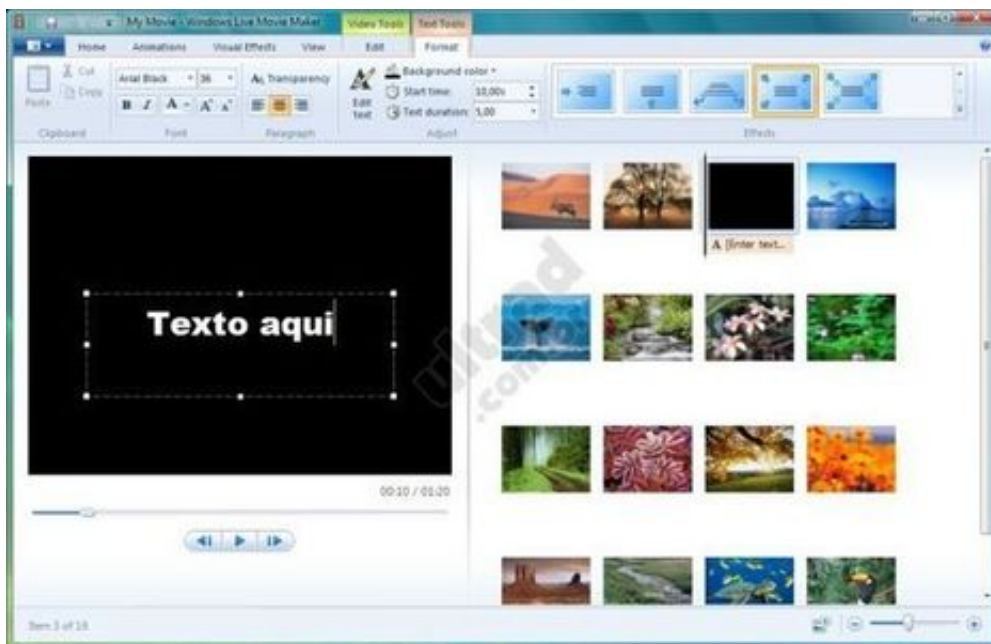 My Movie - Windows Live Movie Maker
Video Tools
Text Tools
Home
Animations
Visual Effects
View
Edit
Format
Paste
Cut
Copy
Clipboard
Arial Black
36
B I A A A
Font
Transparency
Paragraph
Edit text
Background color
Start time: 10,00s
Text duration: 5,00
Adjust
Effects
Texto aqui
00:10 / 01:20
A [Enter text...
.com
Item 3 of 18